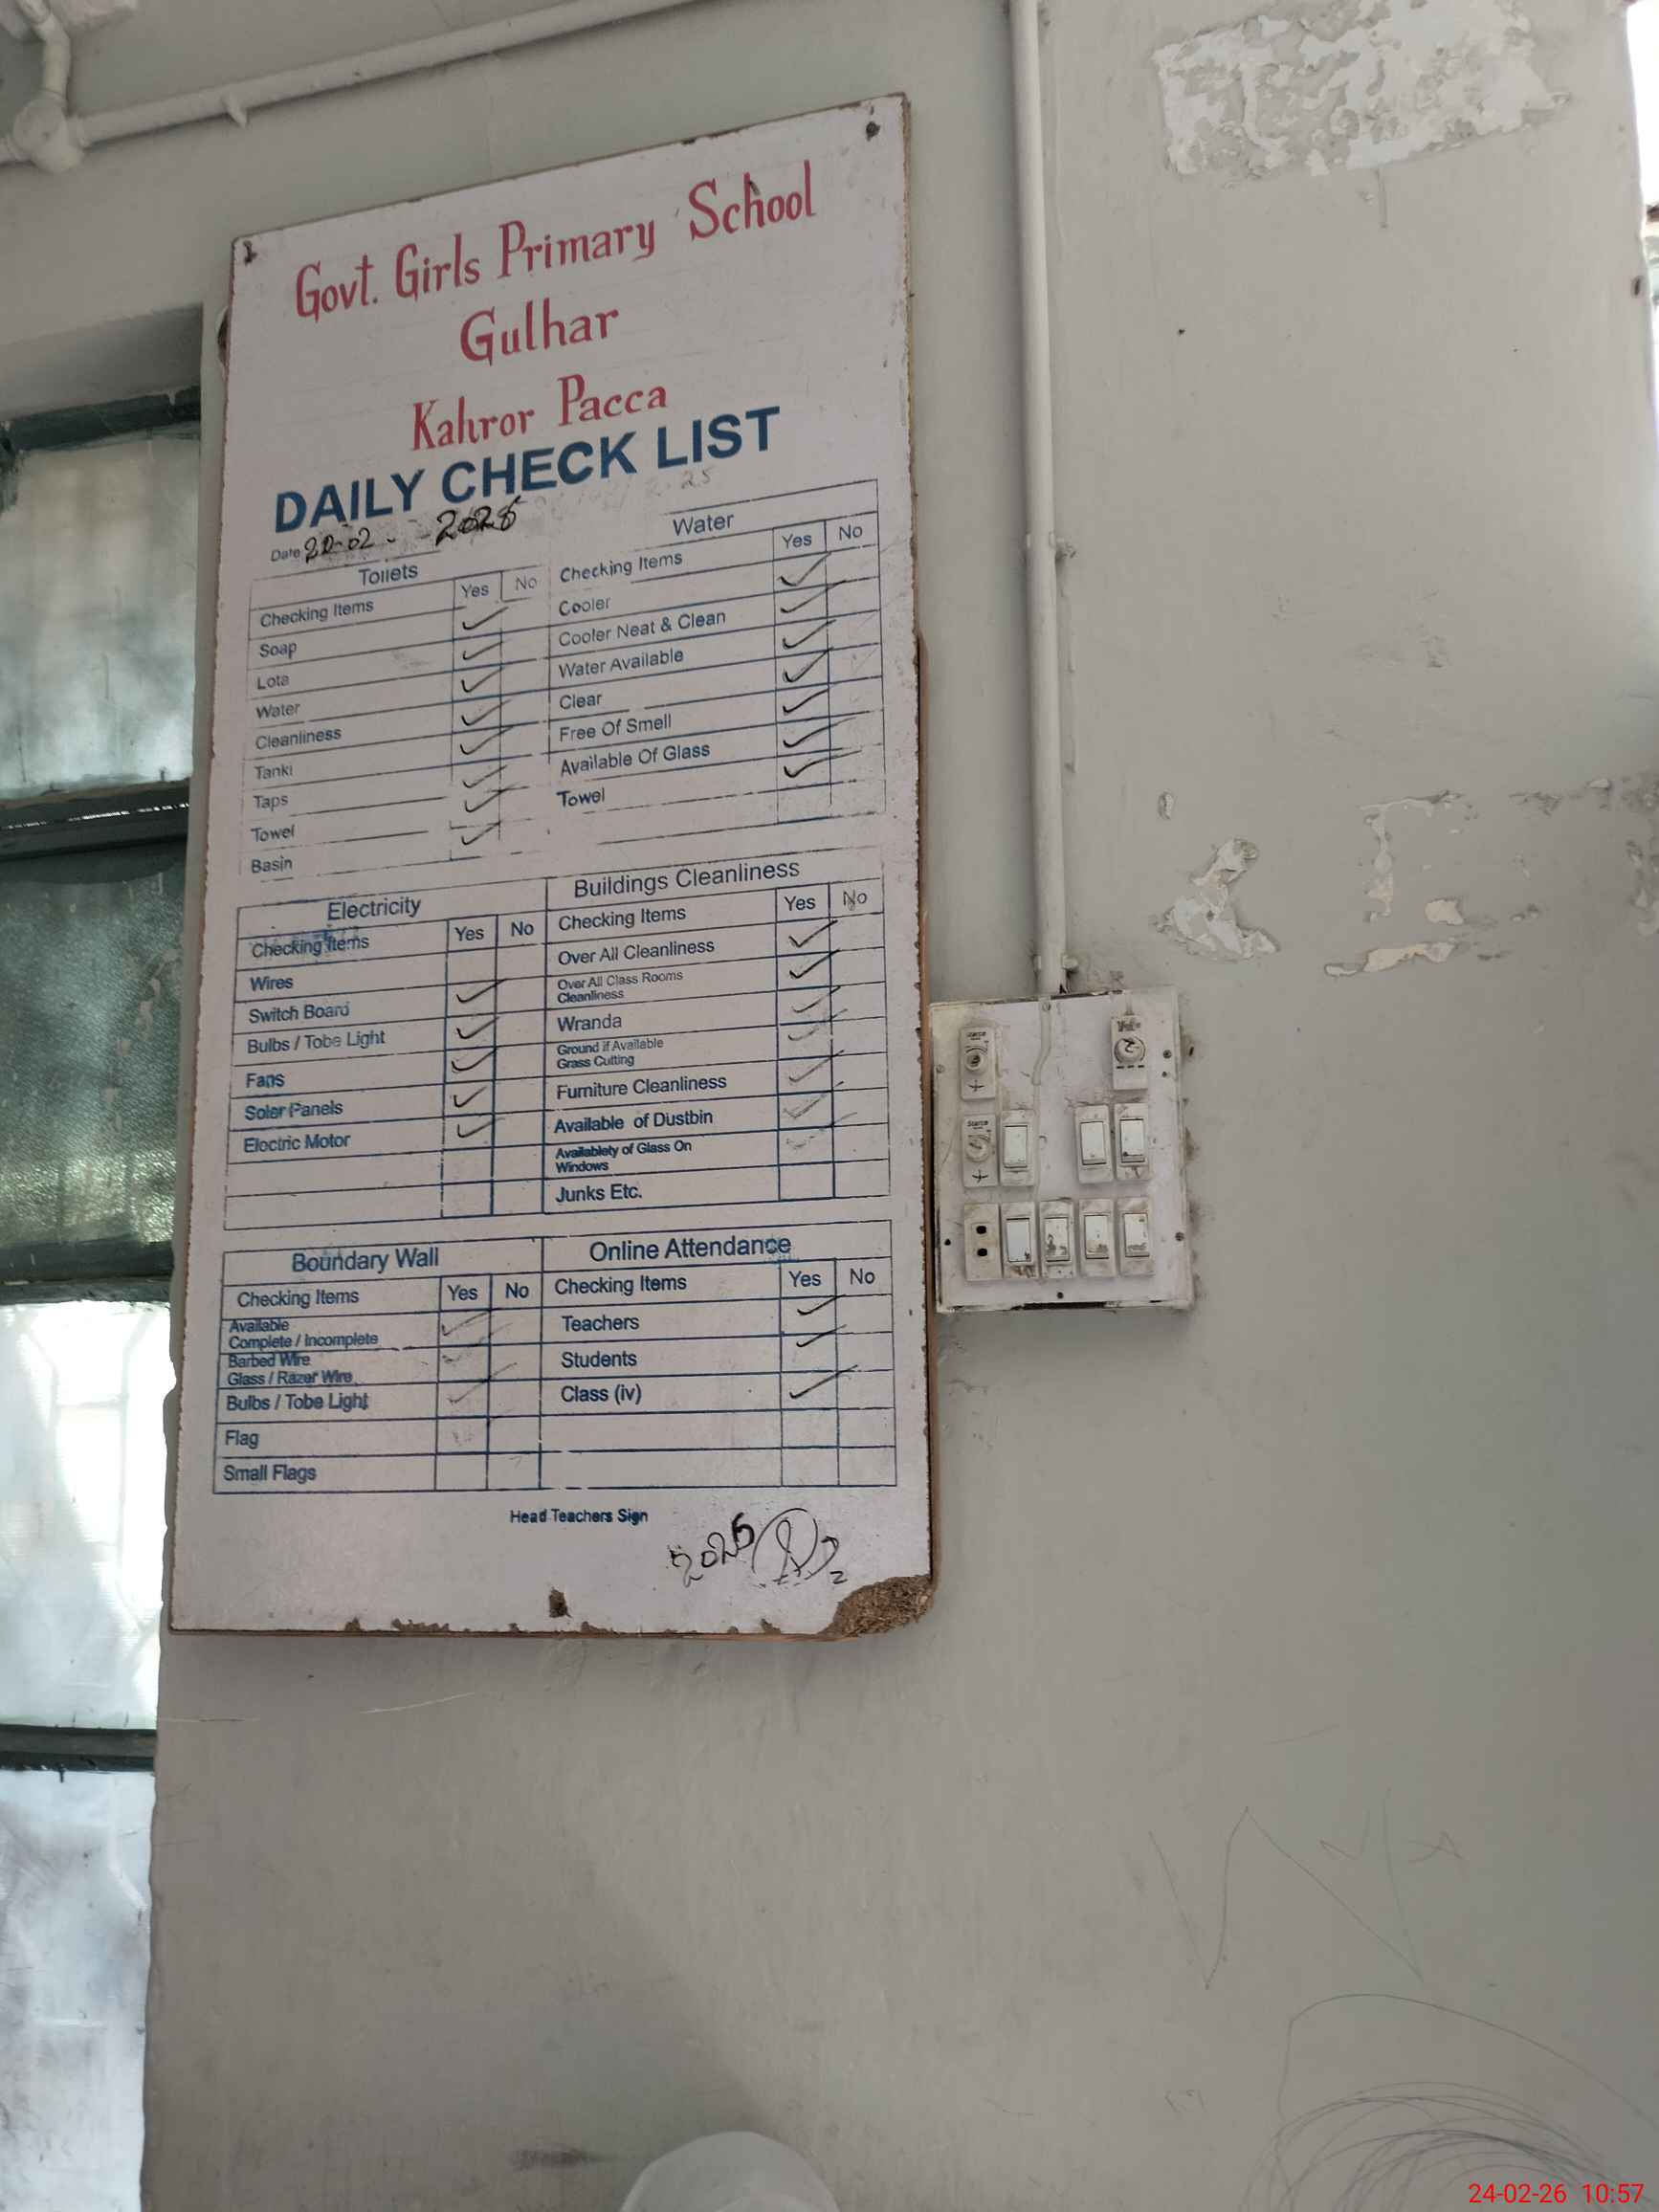 Govt. Girls Primary School
Gulhar
Kahror Pacca
DAILY CHECK LIST
Date -02- 2026
Toilets
Checking Items Yes No
Soap
Lota
Water
Cleanliness
Tanki
Taps
Towel
Basin
Water
Checking Items Yes No
Cooler
Cooler Neat & Clean
Water Available
Clear
Free Of Smell
Available Of Glass
Towel
Electricity
Checking Items Yes No
Wires
Switch Board
Bulbs / Tobe Light
Fans
Soler Panels
Electric Motor
Buildings Cleanliness
Checking Items Yes No
Over All Cleanliness
Over All Class Rooms
Cleanliness
Wranda
Ground if Available
Grass Cutting
Furniture Cleanliness
Available of Dustbin
Availablety of Glass On
Windows
Junks Etc.
Boundary Wall
Checking Items Yes No
Available
Complete / Incomplete
Barbed Wire
Glass / Razer Wire
Bulbs / Tobe Light
Flag
Small Flags
Online Attendance
Checking Items Yes No
Teachers
Students
Class (iv)
Head Teachers Sign
2026
24-02-26 10:57